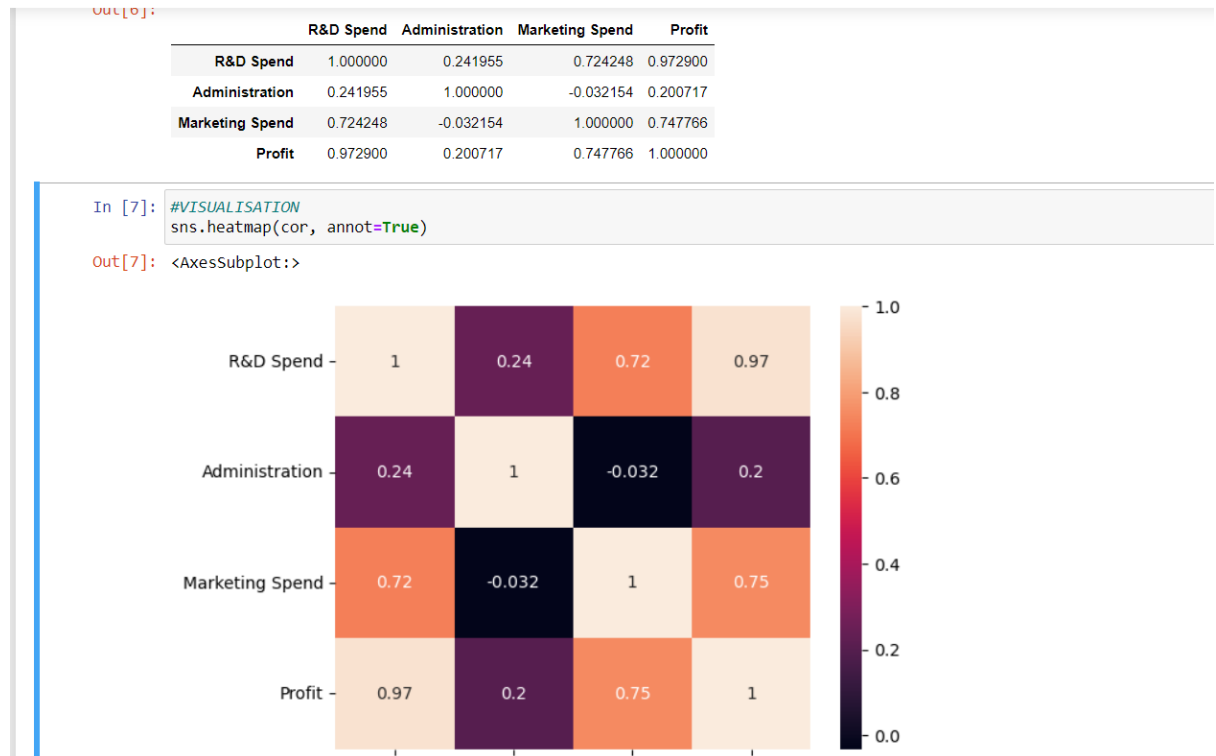 Out[6]:
R&D Spend Administration Marketing Spend Profit
R&D Spend 1.000000 0.241955 0.724248 0.972900
Administration 0.241955 1.000000 -0.032154 0.200717
Marketing Spend 0.724248 -0.032154 1.000000 0.747766
Profit 0.972900 0.200717 0.747766 1.000000
In [7]: #VISUALISATION
sns.heatmap(cor, annot=True)
Out[7]: <AxesSubplot:>
1.0
R&D Spend 1 0.24 0.72 0.97
0.8
Administration 0.24 1 -0.032 0.2
0.6
0.4
Marketing Spend 0.72 -0.032 1 0.75
0.2
Profit 0.97 0.2 0.75 1
0.0